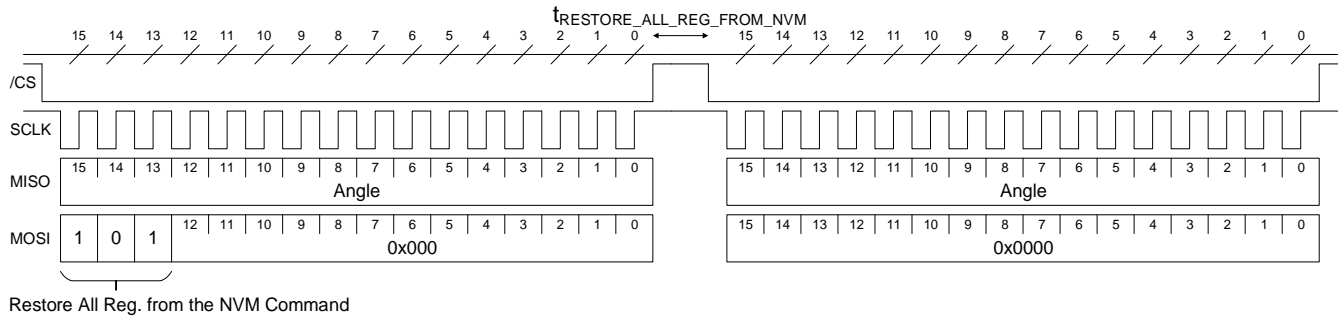 tRESTORE_ALL_REG_FROM_NVM
15 14 13 12 11 10 9 8 7 6 5 4 3 2 1 0 15 14 13 12 11 10 9 8 7 6 5 4 3 2 1 0
/CS
SCLK
15 14 13 12 11 10 9 8 7 6 5 4 3 2 1 0 15 14 13 12 11 10 9 8 7 6 5 4 3 2 1 0
MISO Angle Angle
12 11 10 9 8 7 6 5 4 3 2 1 0 15 14 13 12 11 10 9 8 7 6 5 4 3 2 1 0
MOSI 1 0 1 0x000 0x0000
Restore All Reg. from the NVM Command